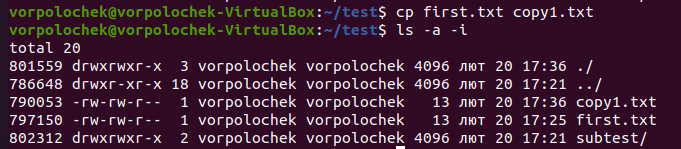 vorpolochek@vorpolochek-VirtualBox:~/test$ cp first.txt copy1.txt
vorpolochek@vorpolochek-VirtualBox:~/test$ ls -a -i
total 20
801559 drwxrwxr-x  3 vorpolochek vorpolochek 4096 лют 20 17:36 ./
786648 drwxr-xr-x 18 vorpolochek vorpolochek 4096 лют 20 17:21 ../
790053 -rw-rw-r--  1 vorpolochek vorpolochek   13 лют 20 17:36 copy1.txt
797150 -rw-rw-r--  1 vorpolochek vorpolochek   13 лют 20 17:25 first.txt
802312 drwxrwxr-x  2 vorpolochek vorpolochek 4096 лют 20 17:21 subtest/